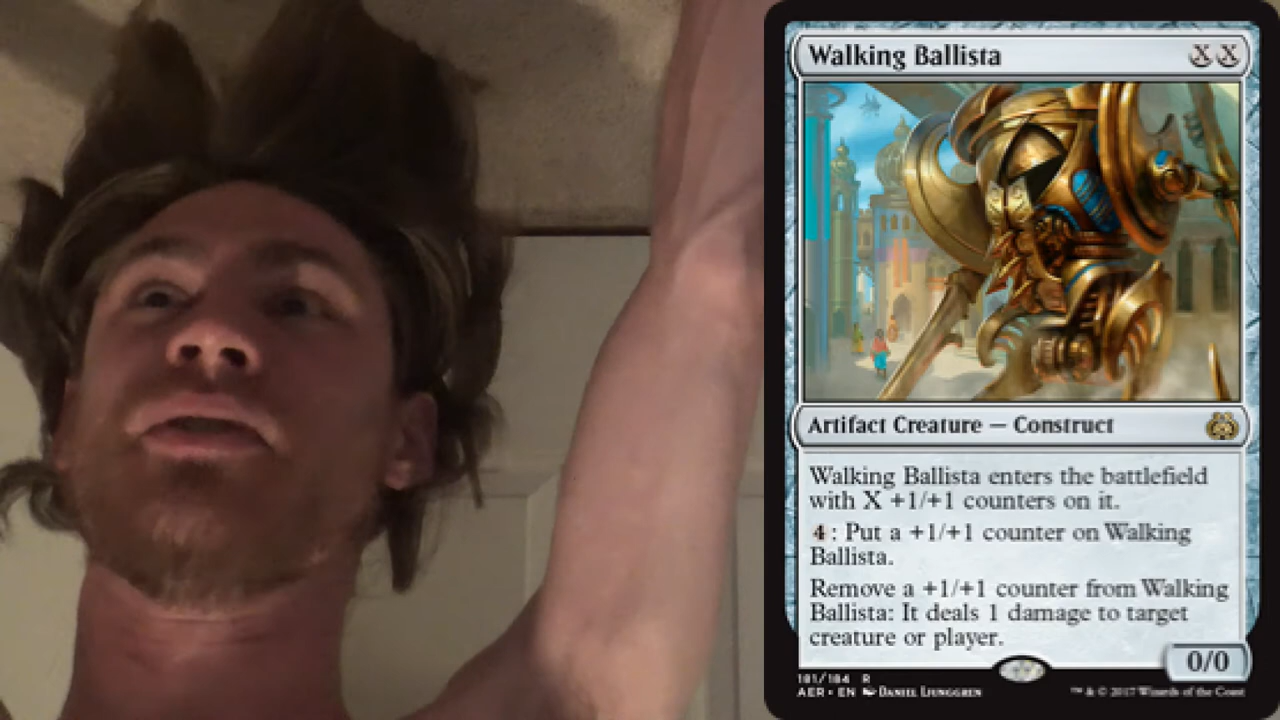 Walking Ballista XX
Artifact Creature — Construct
Walking Ballista enters the battlefield
with X +1/+1 counters on it.
4: Put a +1/+1 counter on Walking
Ballista.
Remove a +1/+1 counter from Walking
Ballista: It deals 1 damage to target
creature or player.
0/0
181/184 R
AER • EN DANIEL LJUNGGREN
™ & © 2017 Wizards of the Coast